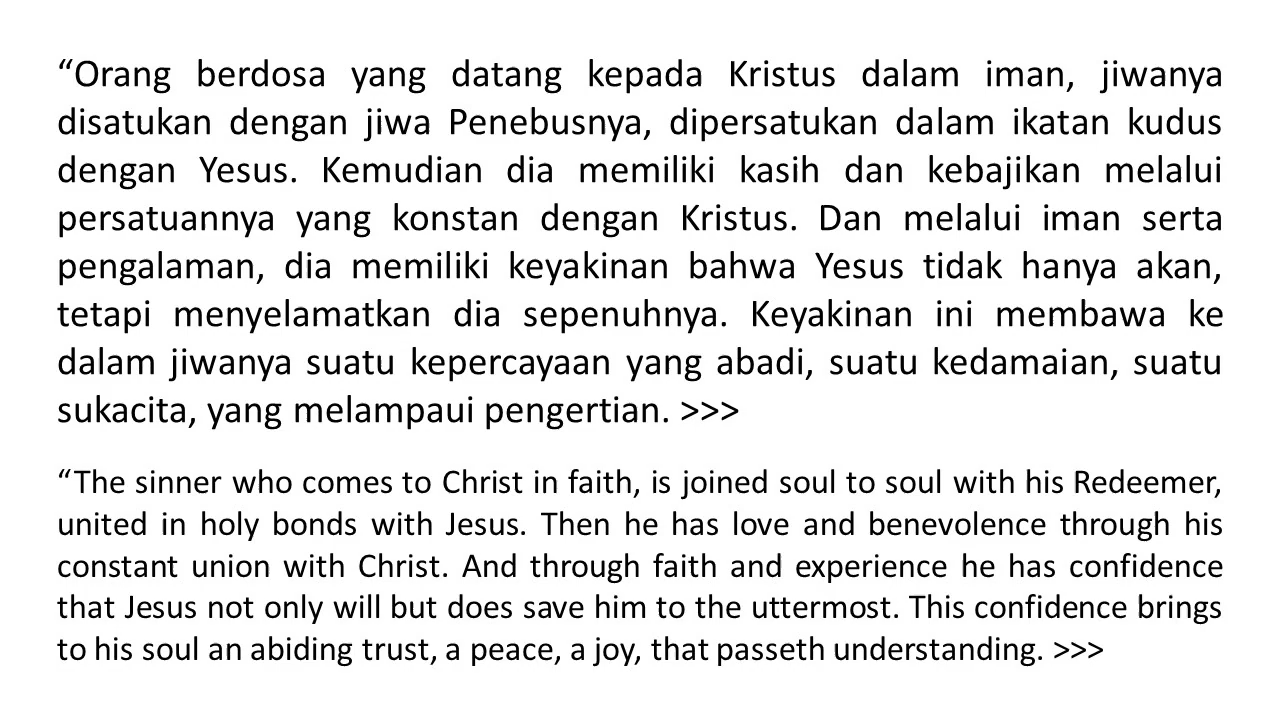 “Orang berdosa yang datang kepada Kristus dalam iman, jiwanya
disatukan dengan jiwa Penebusnya, dipersatukan dalam ikatan kudus
dengan Yesus. Kemudian dia memiliki kasih dan kebajikan melalui
persatuannya yang konstan dengan Kristus. Dan melalui iman serta
pengalaman, dia memiliki keyakinan bahwa Yesus tidak hanya akan,
tetapi menyelamatkan dia sepenuhnya. Keyakinan ini membawa ke
dalam jiwanya suatu kepercayaan yang abadi, suatu kedamaian, suatu
sukacita, yang melampaui pengertian. >>>
“The sinner who comes to Christ in faith, is joined soul to soul with his Redeemer,
united in holy bonds with Jesus. Then he has love and benevolence through his
constant union with Christ. And through faith and experience he has confidence
that Jesus not only will but does save him to the uttermost. This confidence brings
to his soul an abiding trust, a peace, a joy, that passeth understanding. >>>